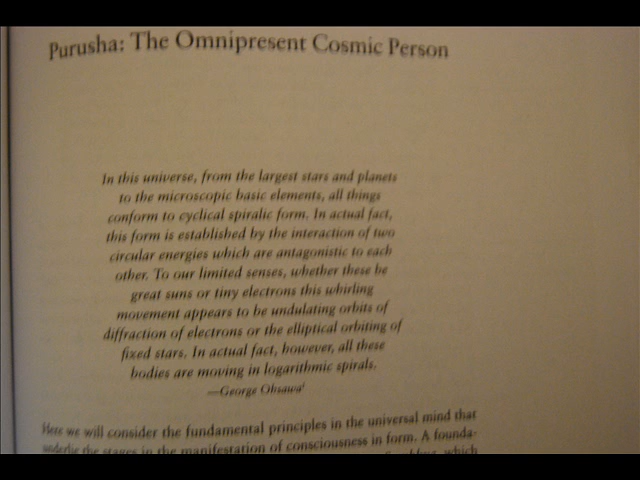 Purusha: The Omnipresent Cosmic Person
In this universe, from the largest stars and planets
to the microscopic basic elements, all things
conform to cyclical spiralic form. In actual fact,
this form is established by the interaction of two
circular energies which are antagonistic to each
other. To our limited senses, whether these be
great suns or tiny electrons this whirling
movement appears to be undulating orbits of
diffraction of electrons or the elliptical orbiting of
fixed stars. In actual fact, however, all these
bodies are moving in logarithmic spirals.
—George Ohsawa¹
Here we will consider the fundamental principles in the universal mind that
underlie the stages in the manifestation of consciousness in form. A founda-
which